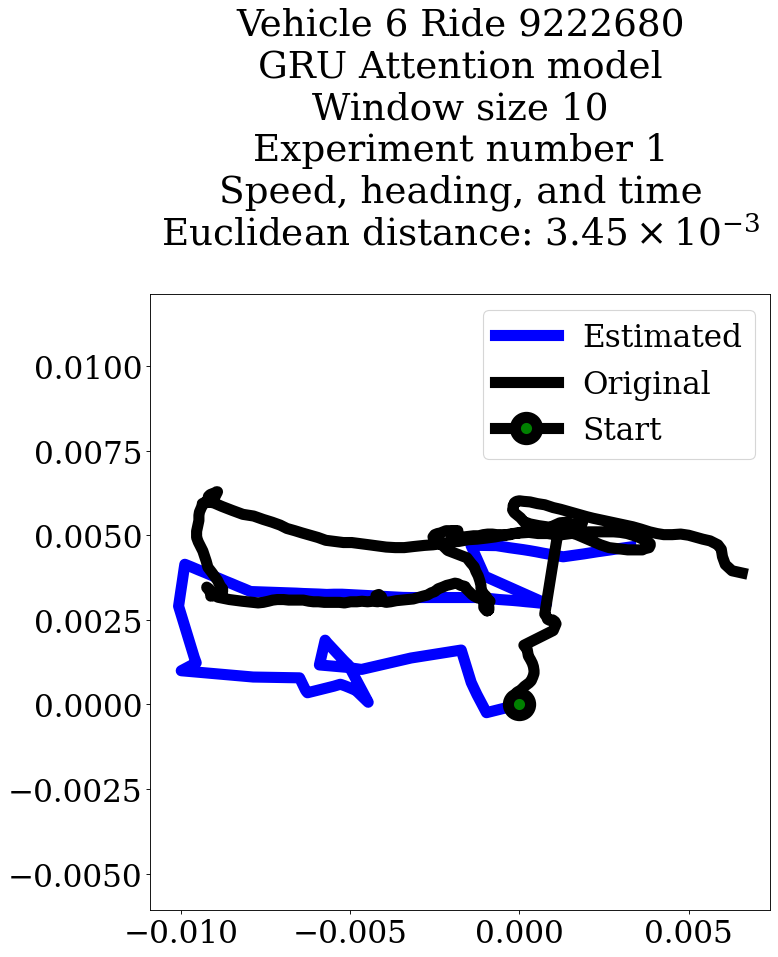 Vehicle 6 Ride 9222680
GRU Attention model
Window size 10
Experiment number 1
Speed, heading, and time
Euclidean distance: 3.45 × 10⁻³
Estimated
Original
Start
0.0100
0.0075
0.0050
0.0025
0.0000
−0.0025
−0.0050
−0.010 −0.005 0.000 0.005